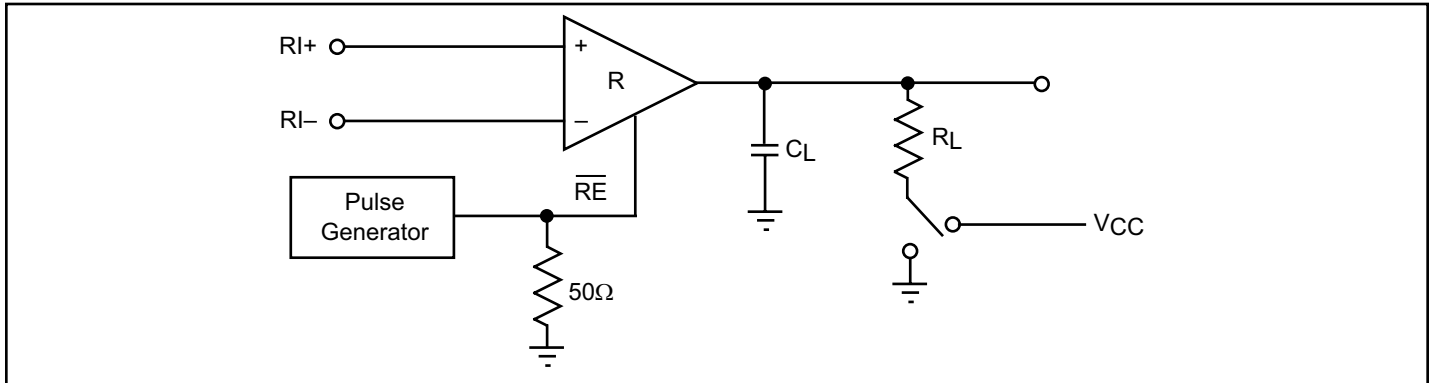 RI+
+
R
RI–
–
CL
RL
RE
Pulse
Generator
VCC
50Ω